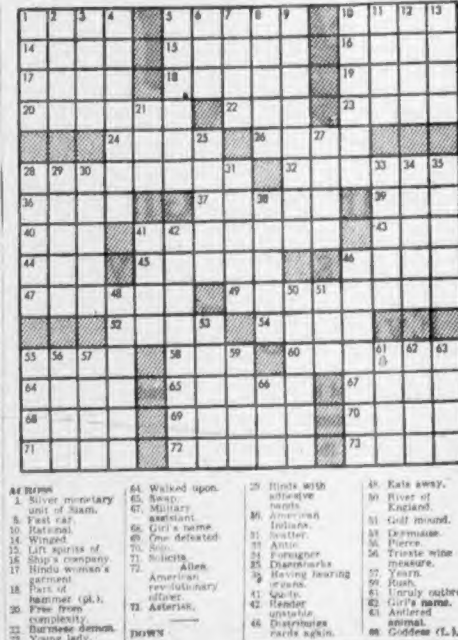 1 2 3 4 5 6 7 8 9 10 11 12 13
14 15 16
17 18 19
20 21 22 23
24 25 26 27
28 29 30 31 32 33 34 35
36 37 38 39
40 41 42 43
44 45 46
47 48 49 50 51
52 53 54
55 56 57 58 59 60 61 62 63
64 65 66 67
68 69 70
71 72 73
ACROSS
1. Silver monetary
unit of Siam.
5. Fast car.
10. Rational.
14. Winged.
15. Lift spirits of
16. Ship's company.
17. Hindu woman's
garment
18. Part of
hammer (pl.).
20. Free from
complexity.
22. Burmese demon.
23. Young lady.
64. Walked upon.
65. Swap.
67. Military
assistant.
68. Girl's name.
69. One defeated
70.
71. Solicits
72. Allen,
American
revolutionary
officer.
73. Asterisk.
DOWN
29. Binds with
adhesive
bands.
30. American
Indians.
31. Scatter.
33. Antic.
34. Foreigner
35. Disembarks
Having hearing
organs.
41.
42. Render
unstable.
46. Distributes
cards again.
48. Eats away.
50. River of
England.
51. Golf mound.
53.
55. Pierce.
56. Trieste wine
measure.
57. Yearn.
59. Rush.
61. Unruly outbreak
62. Girl's name.
63. Antlered
animal.
66. Goddess (L.).